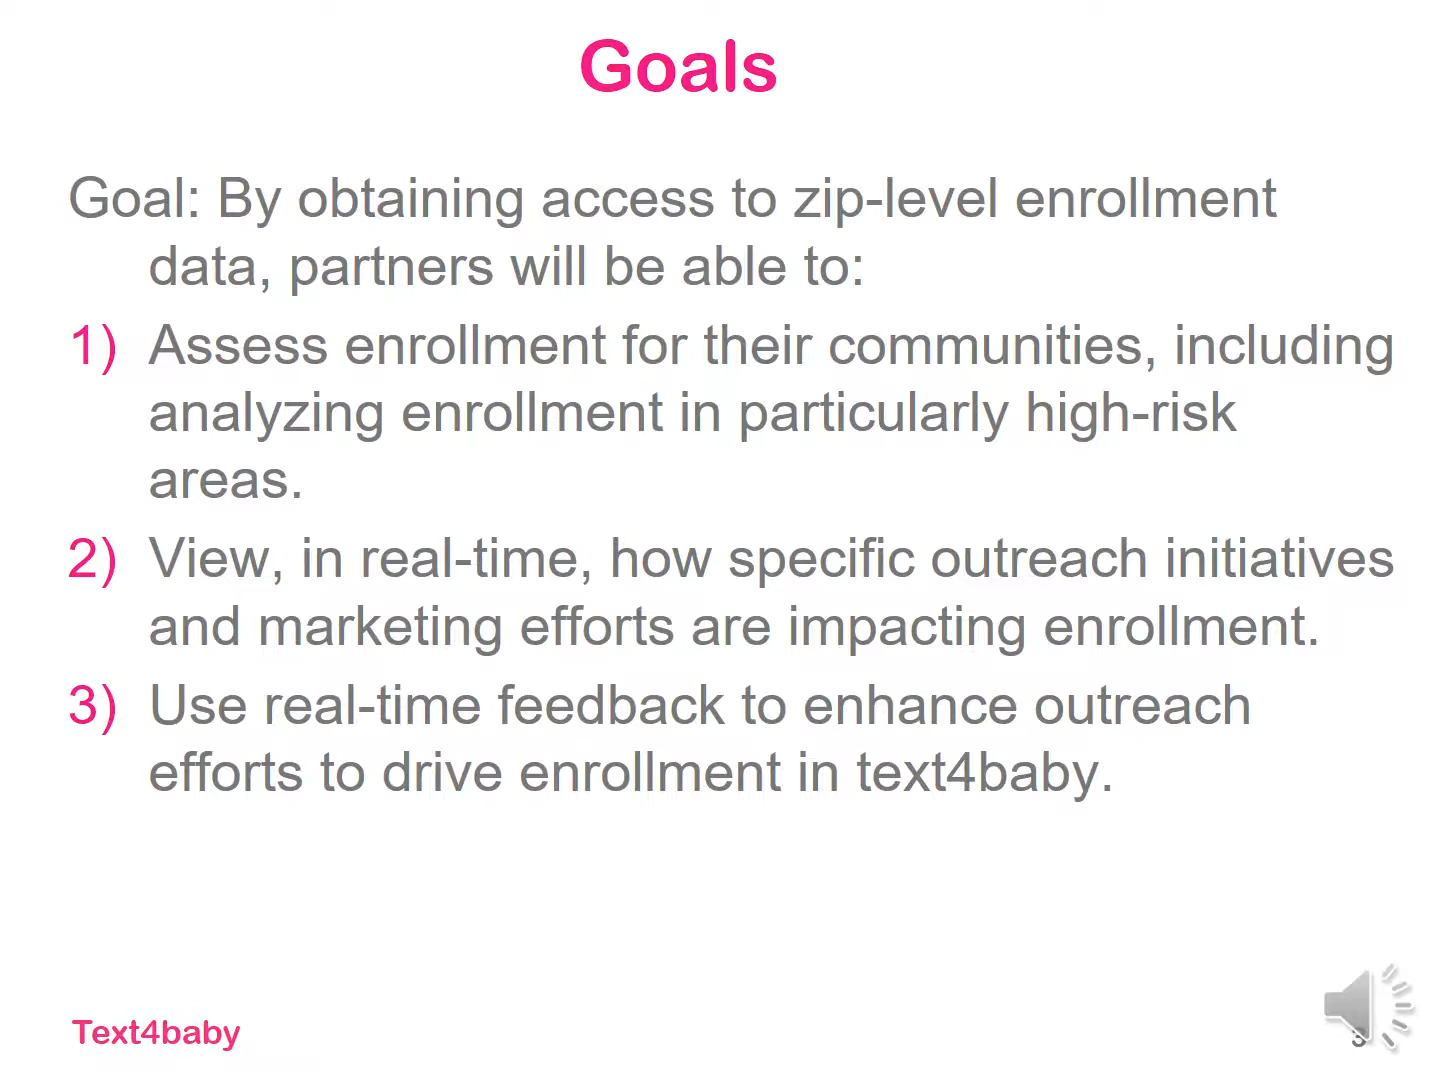 Goals
Goal: By obtaining access to zip-level enrollment
data, partners will be able to:
1) Assess enrollment for their communities, including
analyzing enrollment in particularly high-risk
areas.
2) View, in real-time, how specific outreach initiatives
and marketing efforts are impacting enrollment.
3) Use real-time feedback to enhance outreach
efforts to drive enrollment in text4baby.
Text4baby